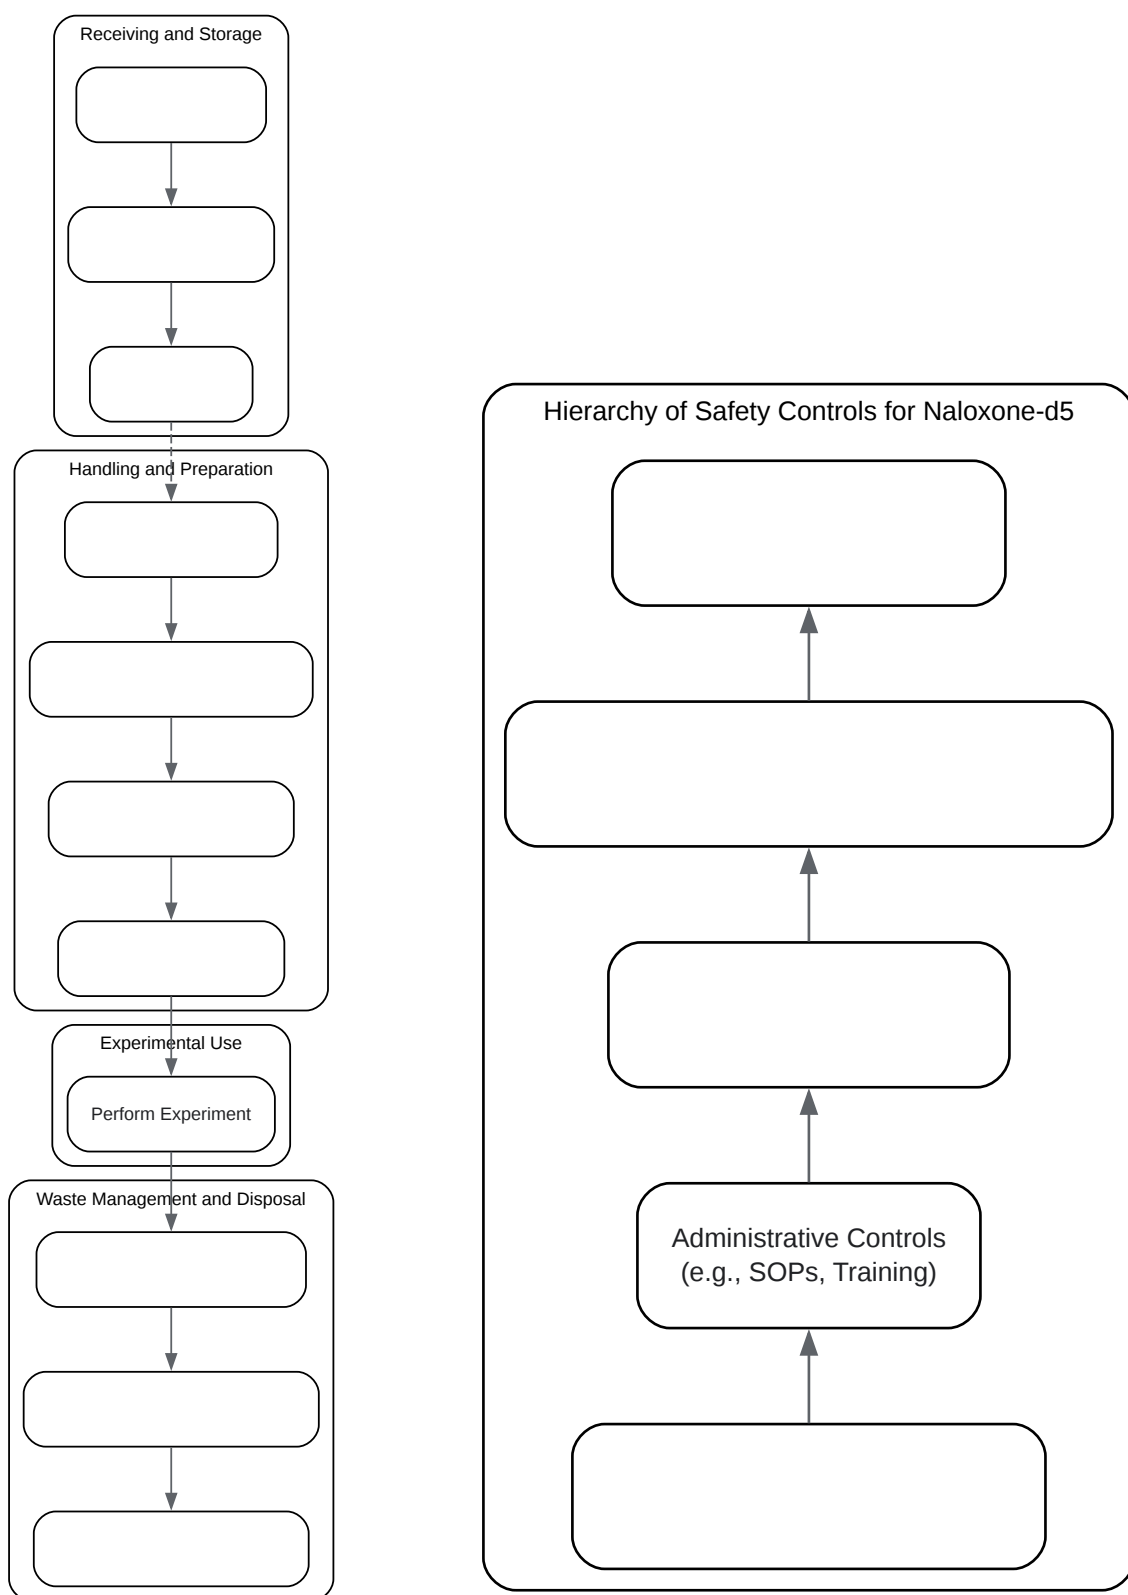 Receiving and Storage
Handling and Preparation
Experimental Use
Perform Experiment
Waste Management and Disposal
Hierarchy of Safety Controls for Naloxone-d5
Administrative Controls
(e.g., SOPs, Training)